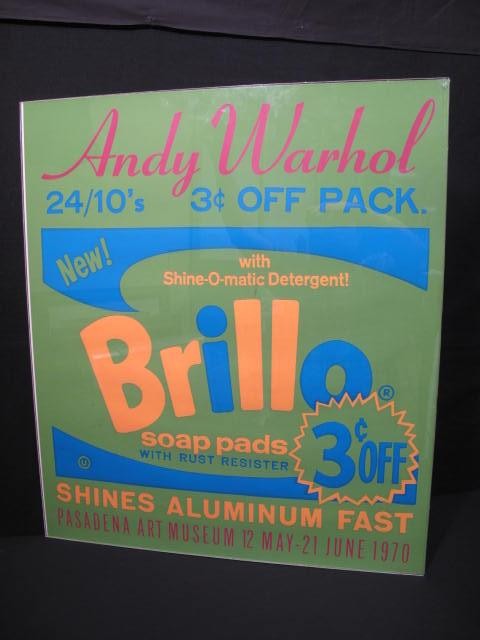 Andy Warhol
24/10's 3¢ OFF PACK.
New!
with
Shine-O-matic Detergent!
Brillo®
soap pads
WITH RUST RESISTER
3¢ OFF
U
SHINES ALUMINUM FAST
PASADENA ART MUSEUM 12 MAY-21 JUNE 1970